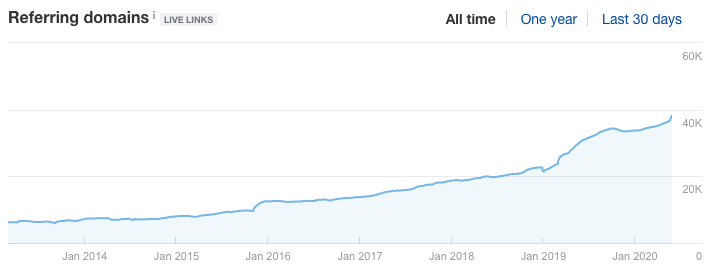 Referring domains i LIVE LINKS
All time One year Last 30 days
60K
40K
20K
Jan 2014 Jan 2015 Jan 2016 Jan 2017 Jan 2018 Jan 2019 Jan 2020 0